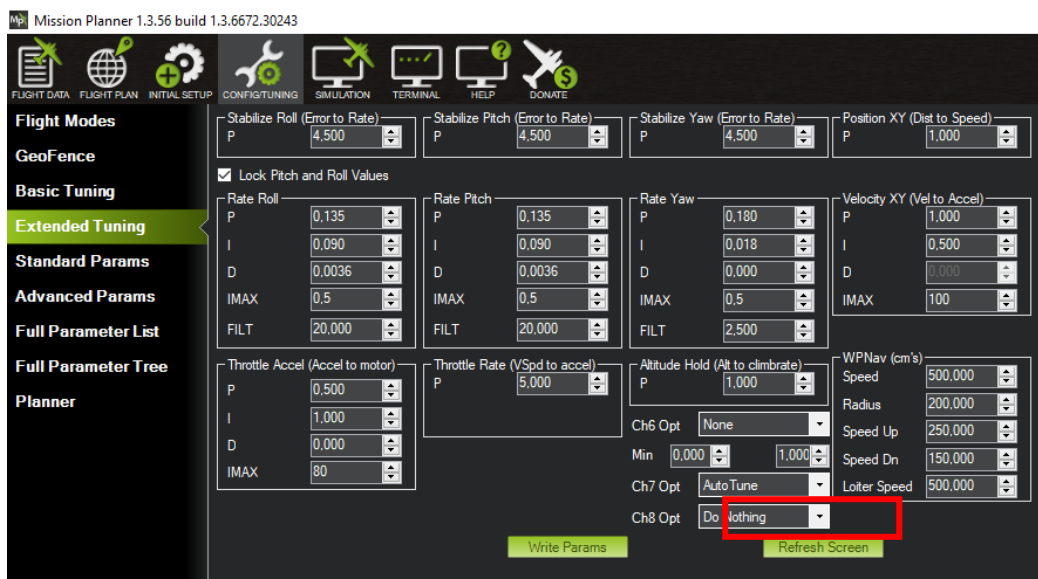 Mission Planner 1.3.56 build 1.3.6672.30243
FLIGHT DATA FLIGHT PLAN INITIAL SETUP CONFIG/TUNING SIMULATION TERMINAL HELP DONATE
Flight Modes
GeoFence
Basic Tuning
Extended Tuning
Standard Params
Advanced Params
Full Parameter List
Full Parameter Tree
Planner
Stabilize Roll (Error to Rate)
P 4,500
Stabilize Pitch (Error to Rate)
P 4,500
Stabilize Yaw (Error to Rate)
P 4,500
Position XY (Dist to Speed)
P 1,000
Lock Pitch and Roll Values
Rate Roll
P 0,135
I 0,090
D 0,0036
IMAX 0,5
FILT 20,000
Rate Pitch
P 0,135
I 0,090
D 0,0036
IMAX 0,5
FILT 20,000
Rate Yaw
P 0,180
I 0,018
D 0,000
IMAX 0,5
FILT 2,500
Velocity XY (Vel to Accel)
P 1,000
I 0,500
D 0,000
IMAX 100
Throttle Accel (Accel to motor)
P 0,500
I 1,000
D 0,000
IMAX 80
Throttle Rate (VSpd to accel)
P 5,000
Altitude Hold (Alt to climbrate)
P 1,000
Ch6 Opt None
Min 0,000 1,000
Ch7 Opt AutoTune
Ch8 Opt Do Nothing
WPNav (cm's)
Speed 500,000
Radius 200,000
Speed Up 250,000
Speed Dn 150,000
Loiter Speed 500,000
Write Params
Refresh Screen